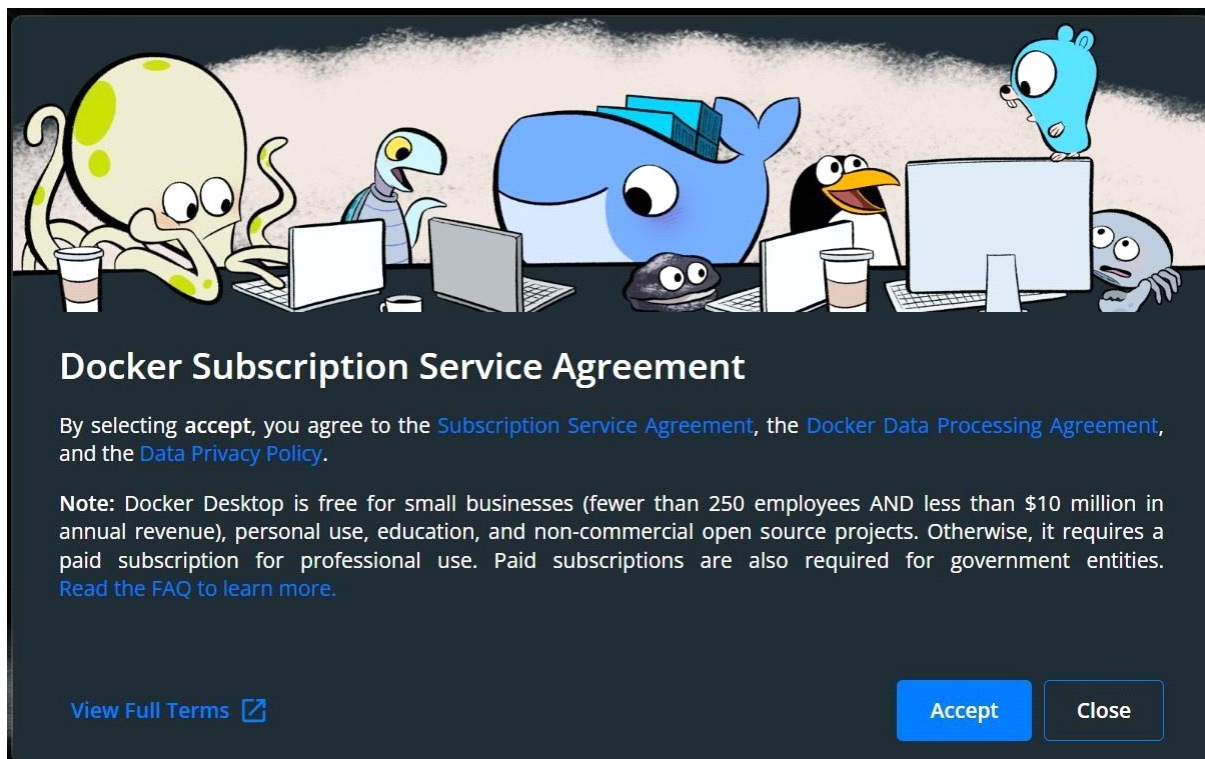 Docker Subscription Service Agreement
By selecting accept, you agree to the Subscription Service Agreement, the Docker Data Processing Agreement,
and the Data Privacy Policy.
Note: Docker Desktop is free for small businesses (fewer than 250 employees AND less than $10 million in
annual revenue), personal use, education, and non-commercial open source projects. Otherwise, it requires a
paid subscription for professional use. Paid subscriptions are also required for government entities.
Read the FAQ to learn more.
View Full Terms
Accept
Close